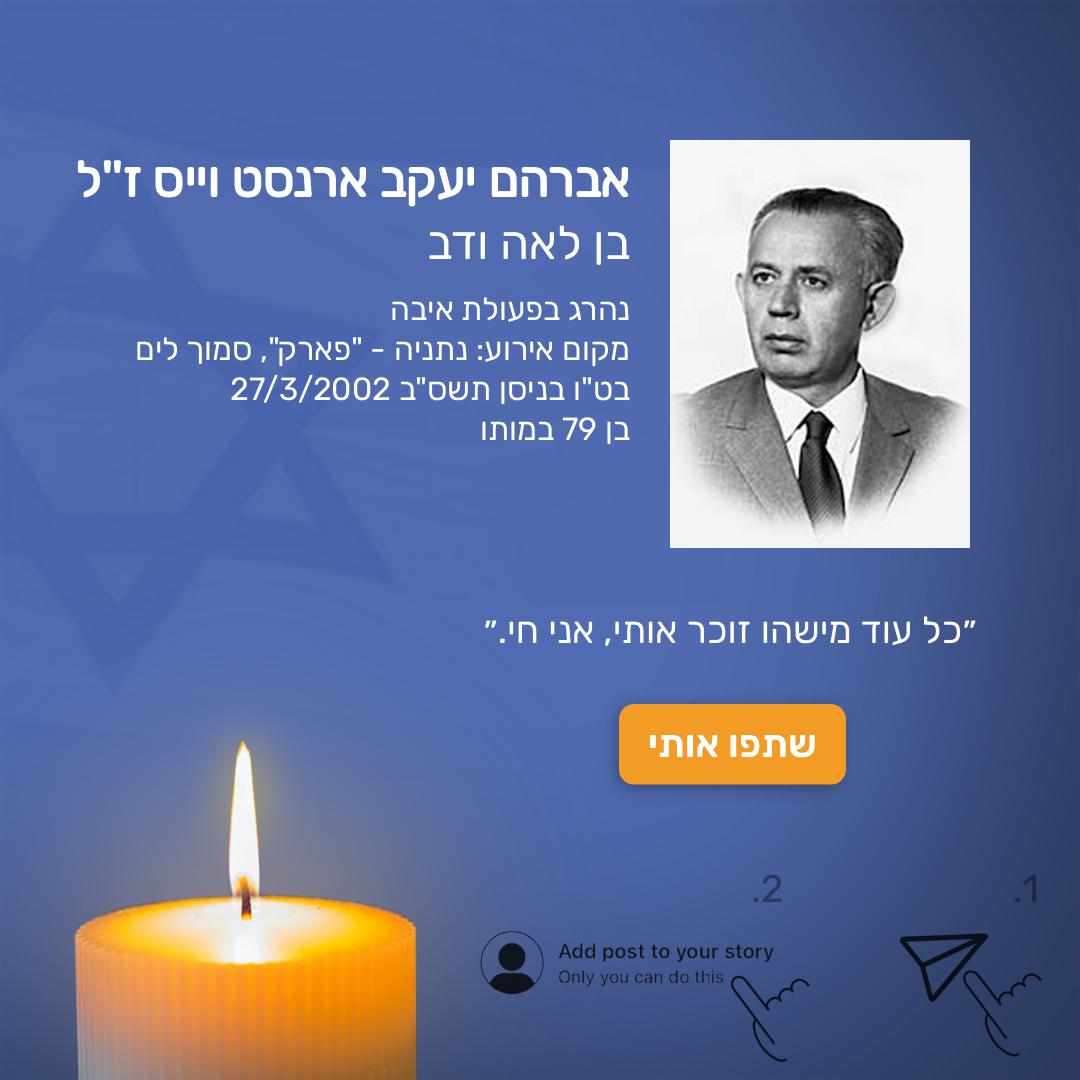 אברהם יעקב ארנסט וייס ז"ל
בן לאה ודב
נהרג בפעולת איבה
מקום אירוע: נתניה - "פארק", סמוך לים
בט"ו בניסן תשס"ב 27/3/2002
בן 79 במותו
״כל עוד מישהו זוכר אותי, אני חי.״
שתפו אותי
.1
.2
Add post to your story
Only you can do this